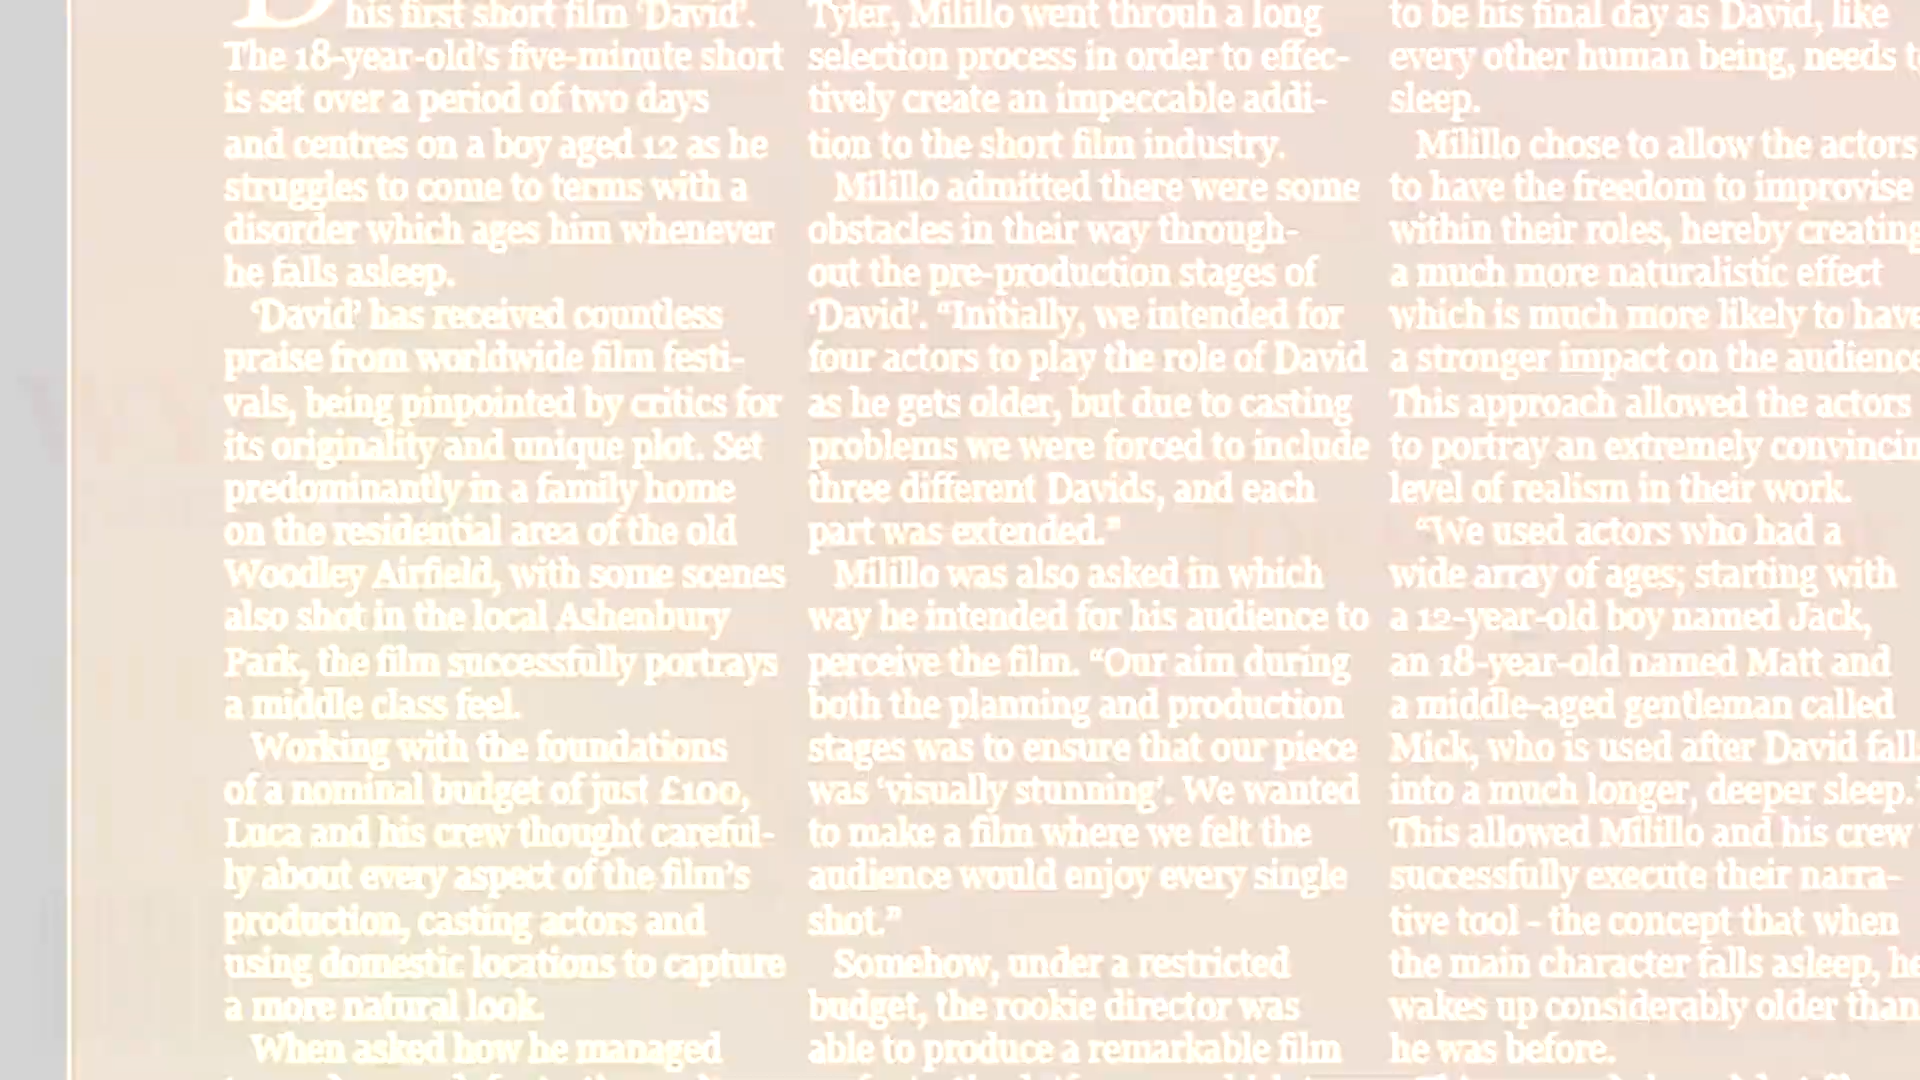 his first short film 'David'.
The 18-year-old's five-minute short
is set over a period of two days
and centres on a boy aged 12 as he
struggles to come to terms with a
disorder which ages him whenever
he falls asleep.
'David' has received countless
praise from worldwide film festi-
vals, being pinpointed by critics for
its originality and unique plot. Set
predominantly in a family home
on the residential area of the old
Woodley Airfield, with some scenes
also shot in the local Ashenbury
Park, the film successfully portrays
a middle class feel.
Working with the foundations
of a nominal budget of just £100,
Luca and his crew thought careful-
ly about every aspect of the film's
production, casting actors and
using domestic locations to capture
a more natural look.
When asked how he managed
Tyler, Milillo went throuh a long
selection process in order to effec-
tively create an impeccable addi-
tion to the short film industry.
Milillo admitted there were some
obstacles in their way through-
out the pre-production stages of
'David'. "Initially, we intended for
four actors to play the role of David
as he gets older, but due to casting
problems we were forced to include
three different Davids, and each
part was extended."
Milillo was also asked in which
way he intended for his audience to
perceive the film. "Our aim during
both the planning and production
stages was to ensure that our piece
was 'visually stunning'. We wanted
to make a film where we felt the
audience would enjoy every single
shot."
Somehow, under a restricted
budget, the rookie director was
able to produce a remarkable film
to be his final day as David, like
every other human being, needs
sleep.
Milillo chose to allow the actors
to have the freedom to improvise
within their roles, hereby creating
a much more naturalistic effect
which is much more likely to have
a stronger impact on the audience
This approach allowed the actors
to portray an extremely convincin
level of realism in their work.
"We used actors who had a
wide array of ages; starting with
a 12-year-old boy named Jack,
an 18-year-old named Matt and
a middle-aged gentleman called
Mick, who is used after David fall
into a much longer, deeper sleep."
This allowed Milillo and his crew
successfully execute their narra-
tive tool - the concept that when
the main character falls asleep, he
wakes up considerably older than
he was before.